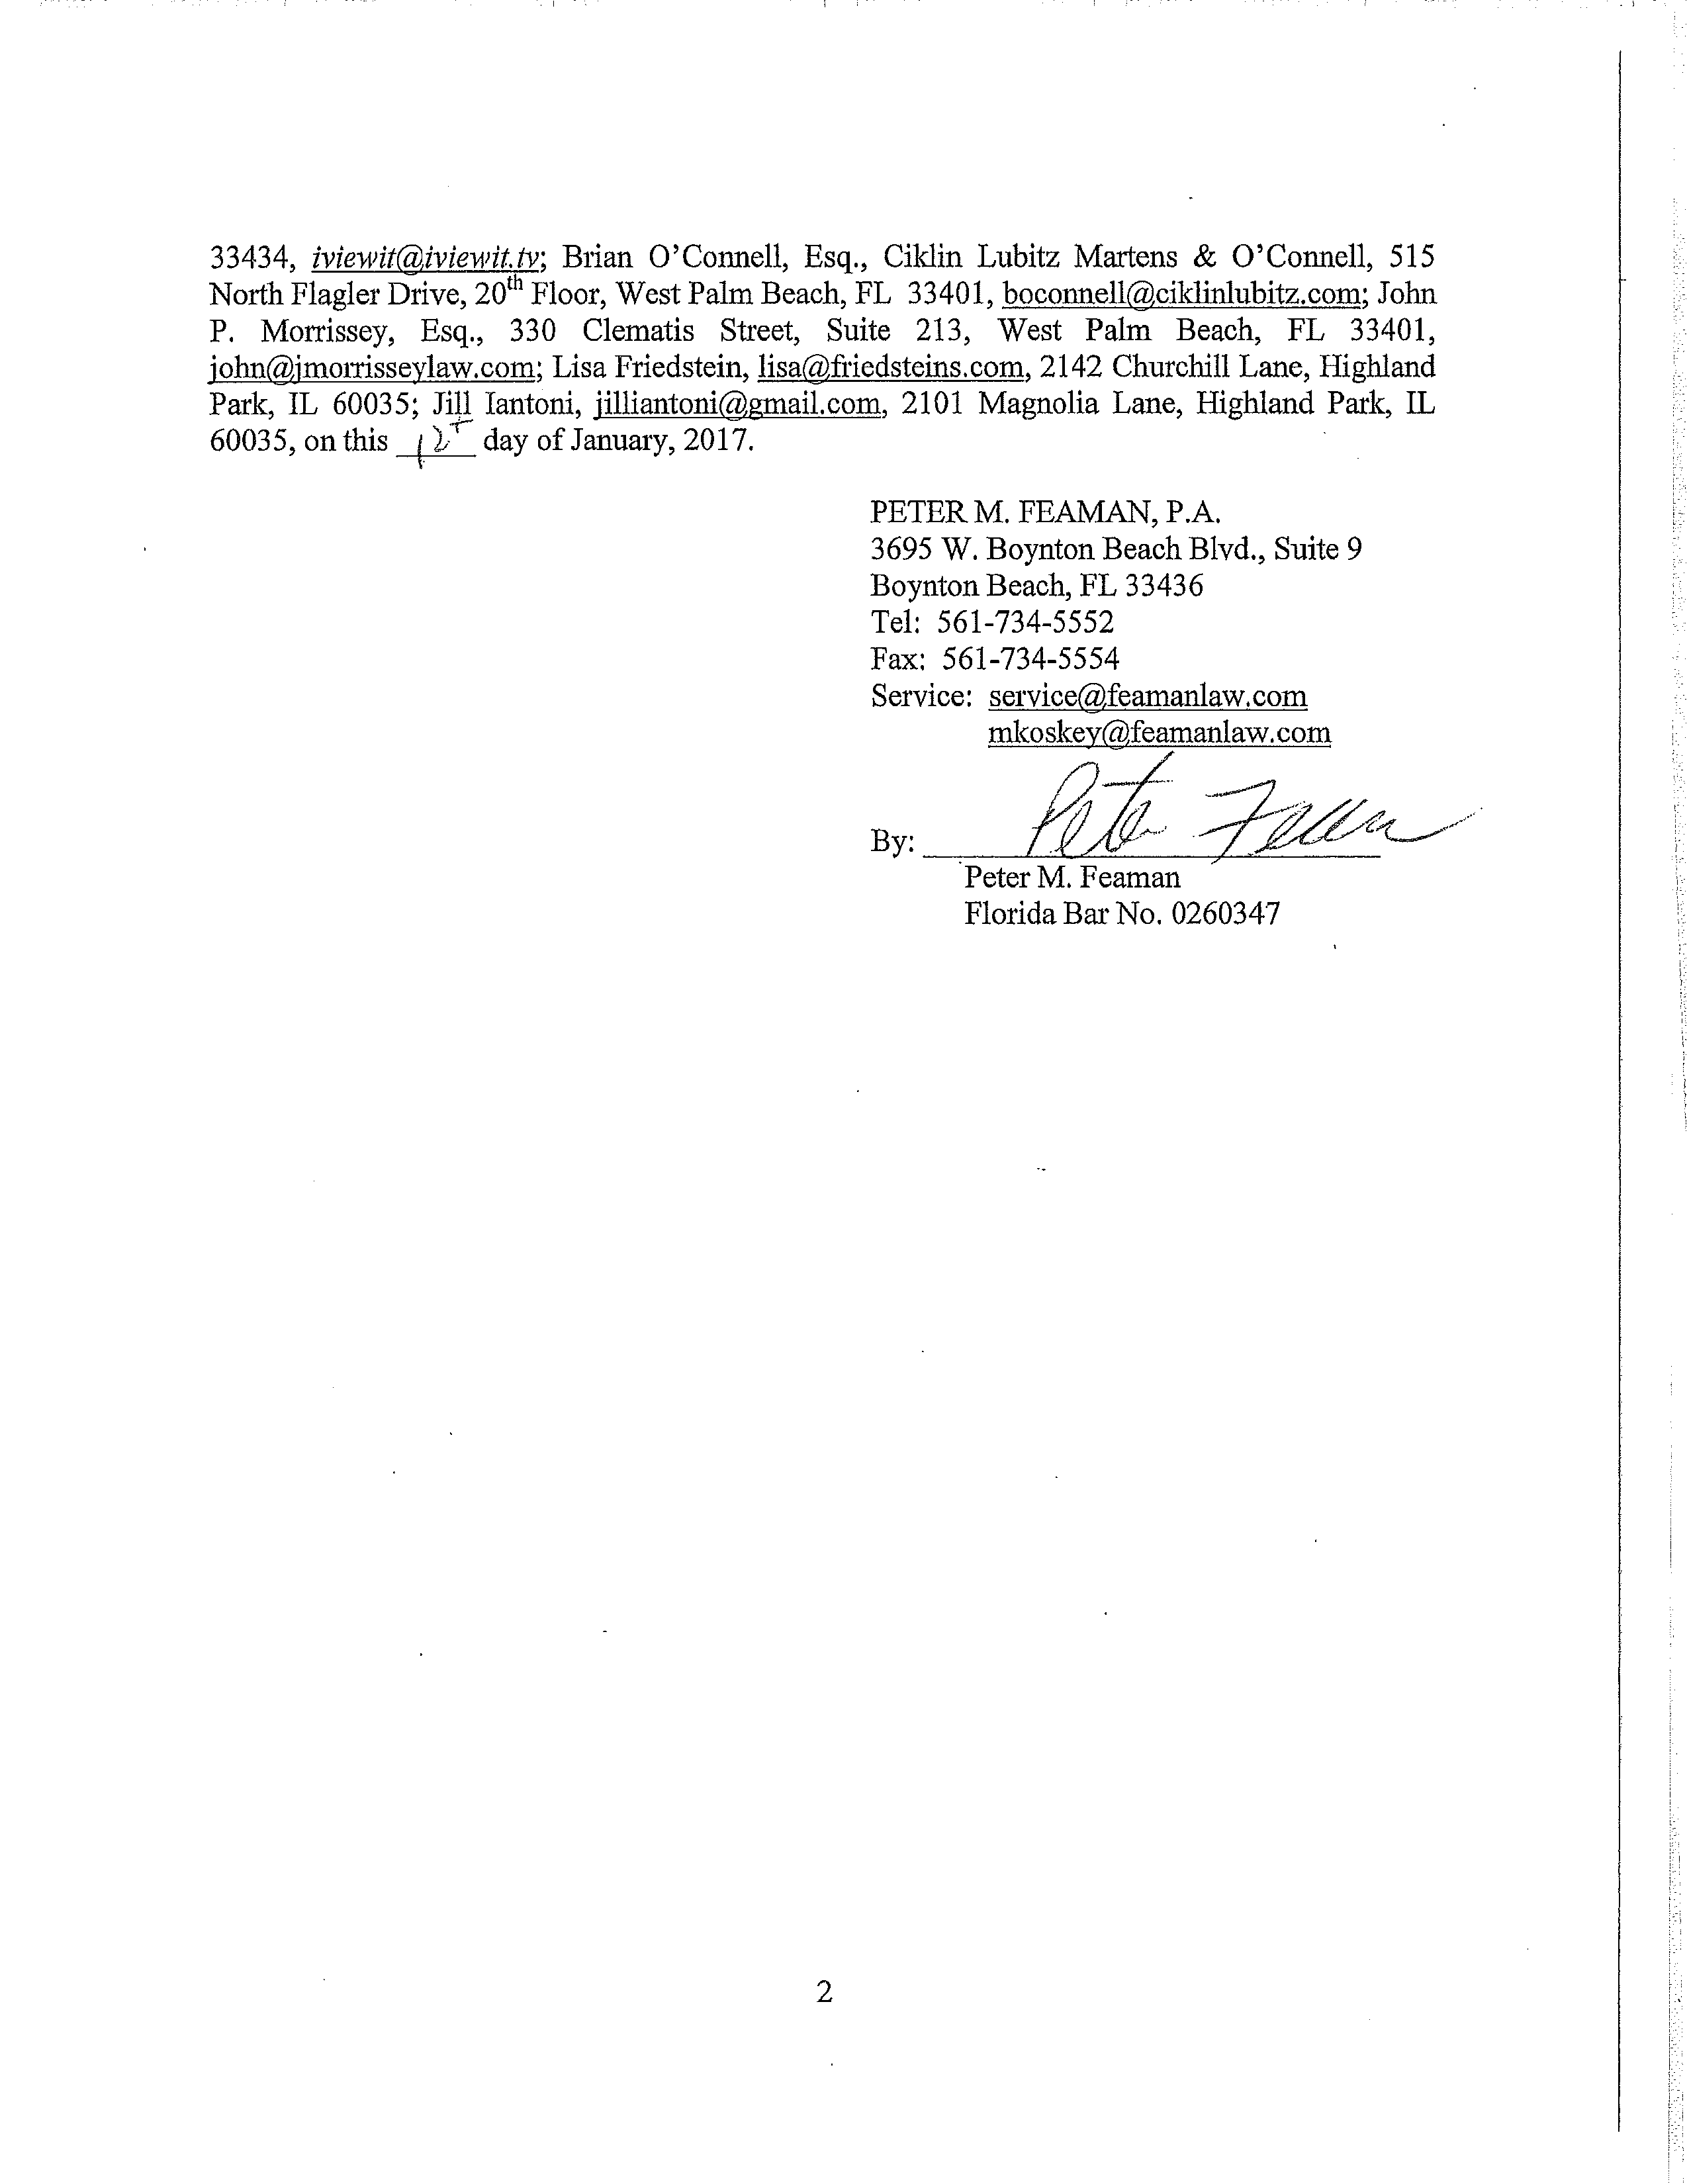 33434, iviewit@iviewit.tv; Brian O'Connell, Esq., Ciklin Lubitz Martens & O'Connell, 515
North Flagler Drive, 20th Floor, West Palm Beach, FL 33401, boconnell@ciklinlubitz.com; John
P. Morrissey, Esq., 330 Clematis Street, Suite 213, West Palm Beach, FL 33401,
john@jmorrisseylaw.com; Lisa Friedstein, lisa@friedsteins.com, 2142 Churchill Lane, Highland
Park, IL 60035; Jill Iantoni, jilliantoni@gmail.com, 2101 Magnolia Lane, Highland Park, IL
60035, on this 12 day of January, 2017.
PETER M. FEAMAN, P.A.
3695 W. Boynton Beach Blvd., Suite 9
Boynton Beach, FL 33436
Tel: 561-734-5552
Fax: 561-734-5554
Service: service@feamanlaw.com
mkoskey@feamanlaw.com
By: Peter Feaman
Peter M. Feaman
Florida Bar No. 0260347
2